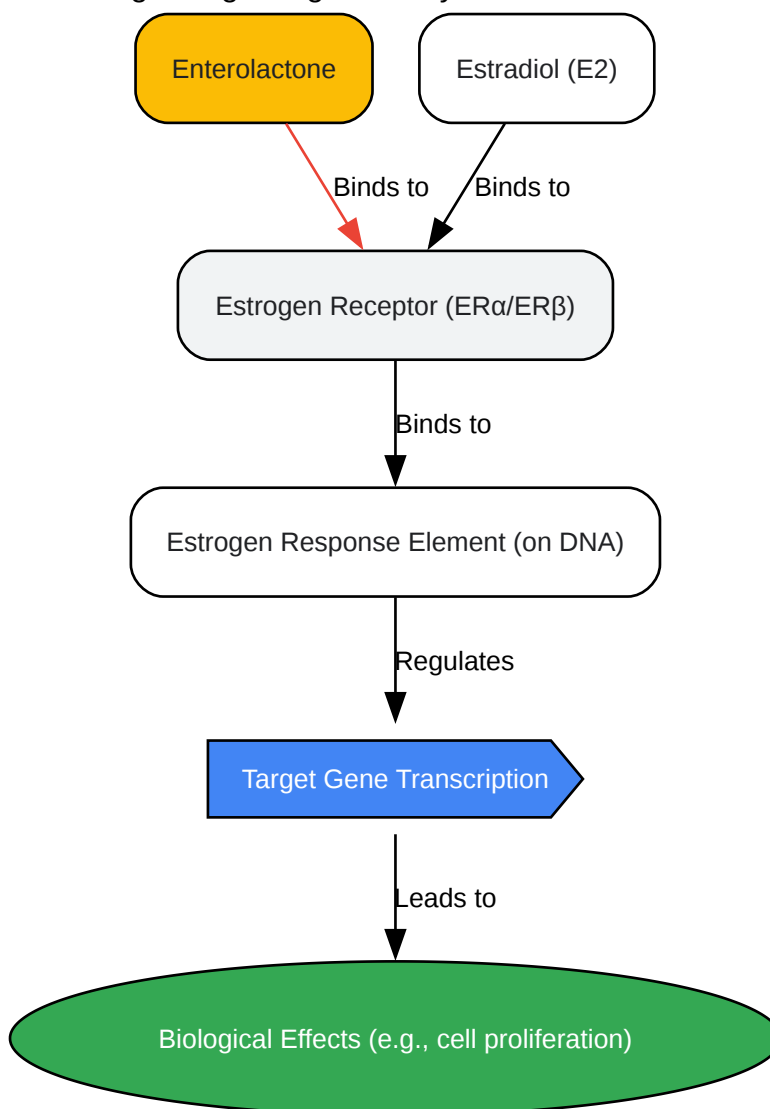 Enterolactone
Estradiol (E2)
Binds to
Binds to
Estrogen Receptor (ERα/ERβ)
Binds to
Estrogen Response Element (on DNA)
Regulates
Target Gene Transcription
Leads to
Biological Effects (e.g., cell proliferation)